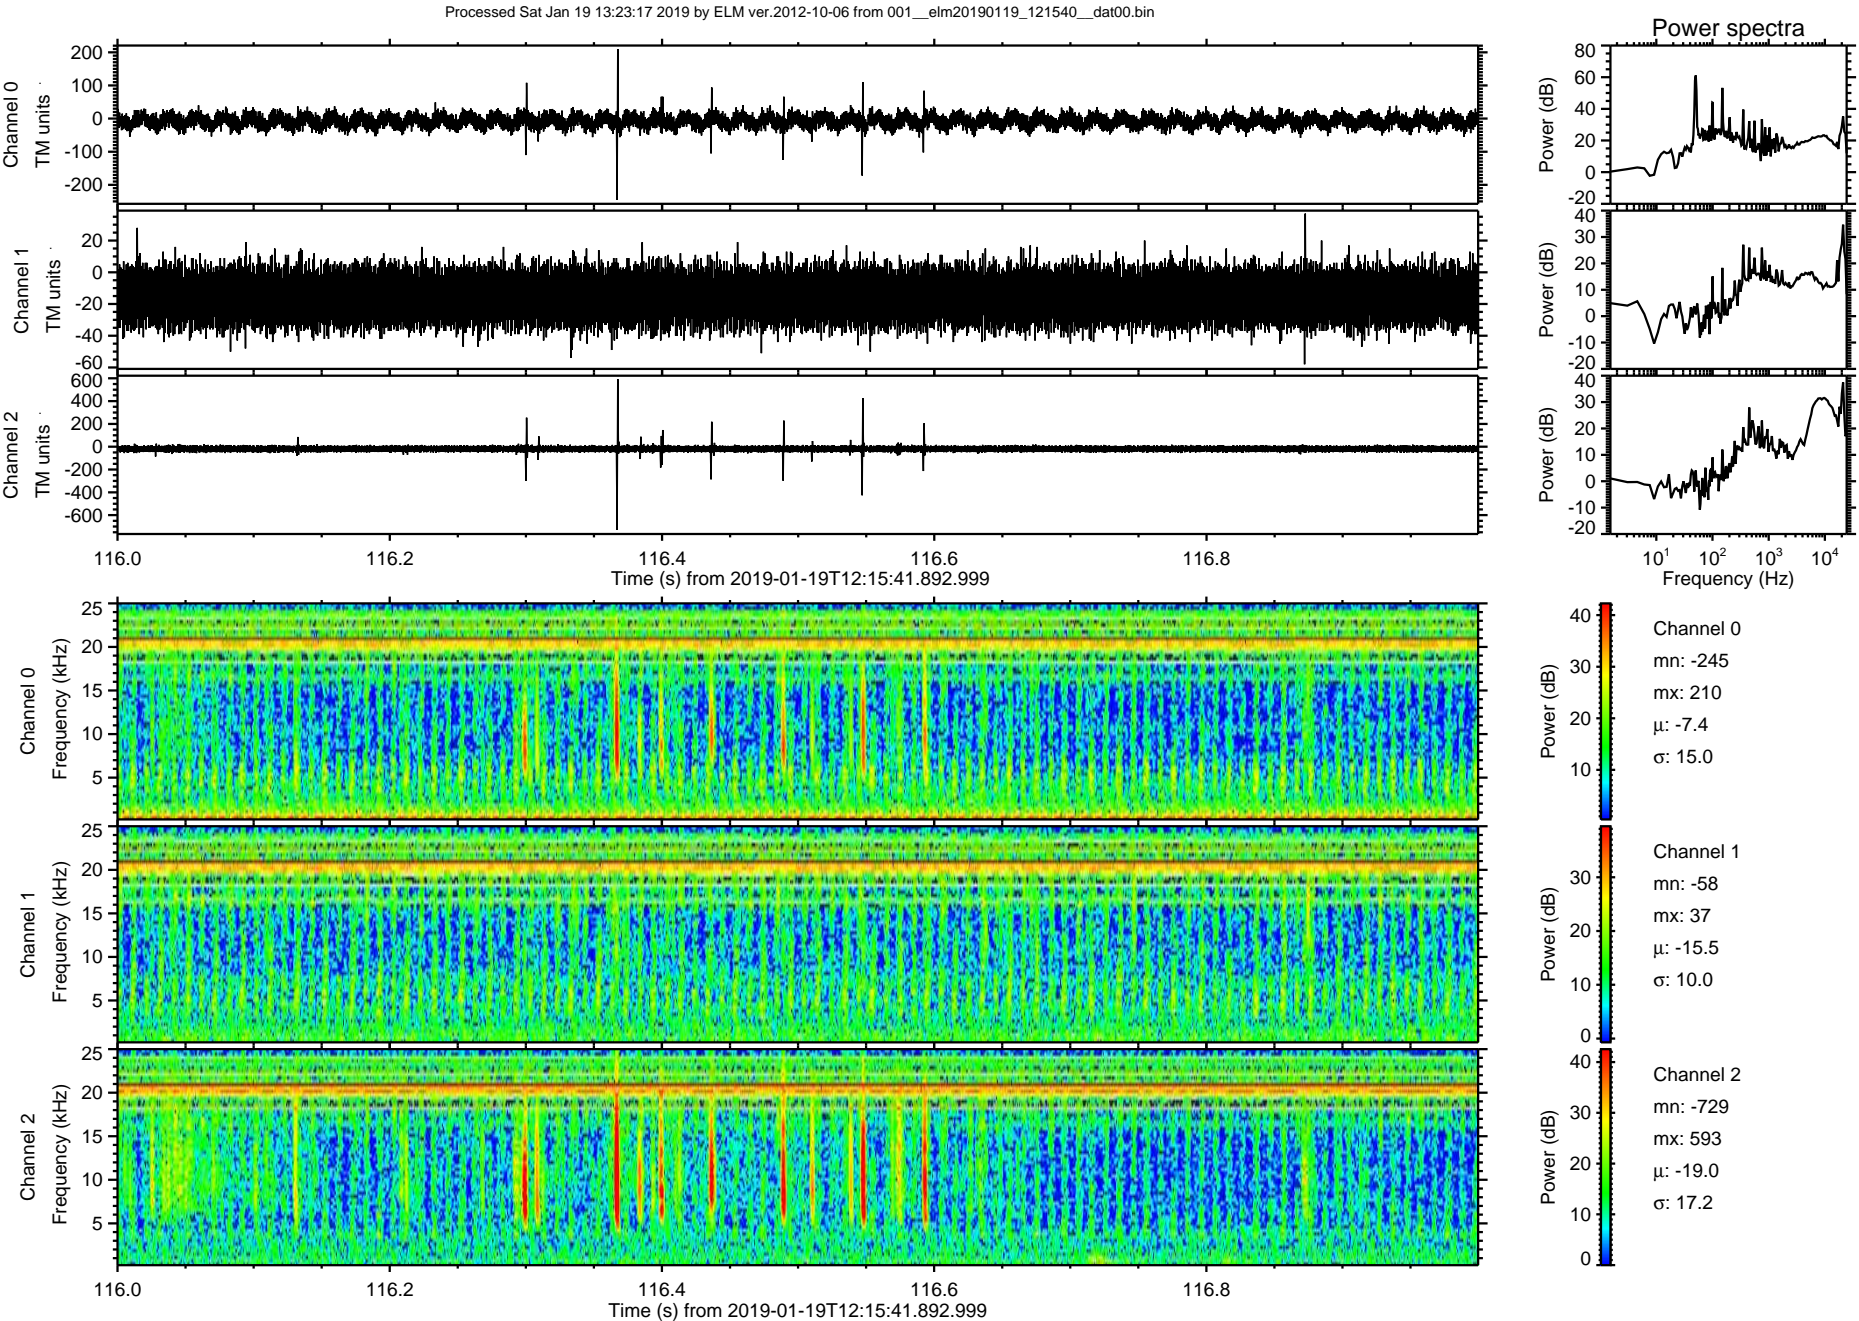 Processed Sat Jan 19 13:23:17 2019 by ELM ver.2012-10-06 from 001__elm20190119_121540__dat00.bin
Power spectra
Channel 0
TM units
200
100
0
-100
-200
Power (dB)
80
60
40
20
0
-20
Channel 1
TM units
20
0
-20
-40
-60
Power (dB)
40
30
20
10
0
-10
-20
Channel 2
TM units
600
400
200
0
-200
-400
-600
Power (dB)
40
30
20
10
0
-10
-20
116.0 116.2 116.4 116.6 116.8
Time (s) from 2019-01-19T12:15:41.892.999
10¹ 10² 10³ 10⁴
Frequency (Hz)
Channel 0
Frequency (kHz)
25
20
15
10
5
Power (dB)
40
30
20
10
Channel 0
mn: -245
mx: 210
μ: -7.4
σ: 15.0
Channel 1
Frequency (kHz)
25
20
15
10
5
Power (dB)
30
20
10
0
Channel 1
mn: -58
mx: 37
μ: -15.5
σ: 10.0
Channel 2
Frequency (kHz)
25
20
15
10
5
Power (dB)
40
30
20
10
0
Channel 2
mn: -729
mx: 593
μ: -19.0
σ: 17.2
116.0 116.2 116.4 116.6 116.8
Time (s) from 2019-01-19T12:15:41.892.999